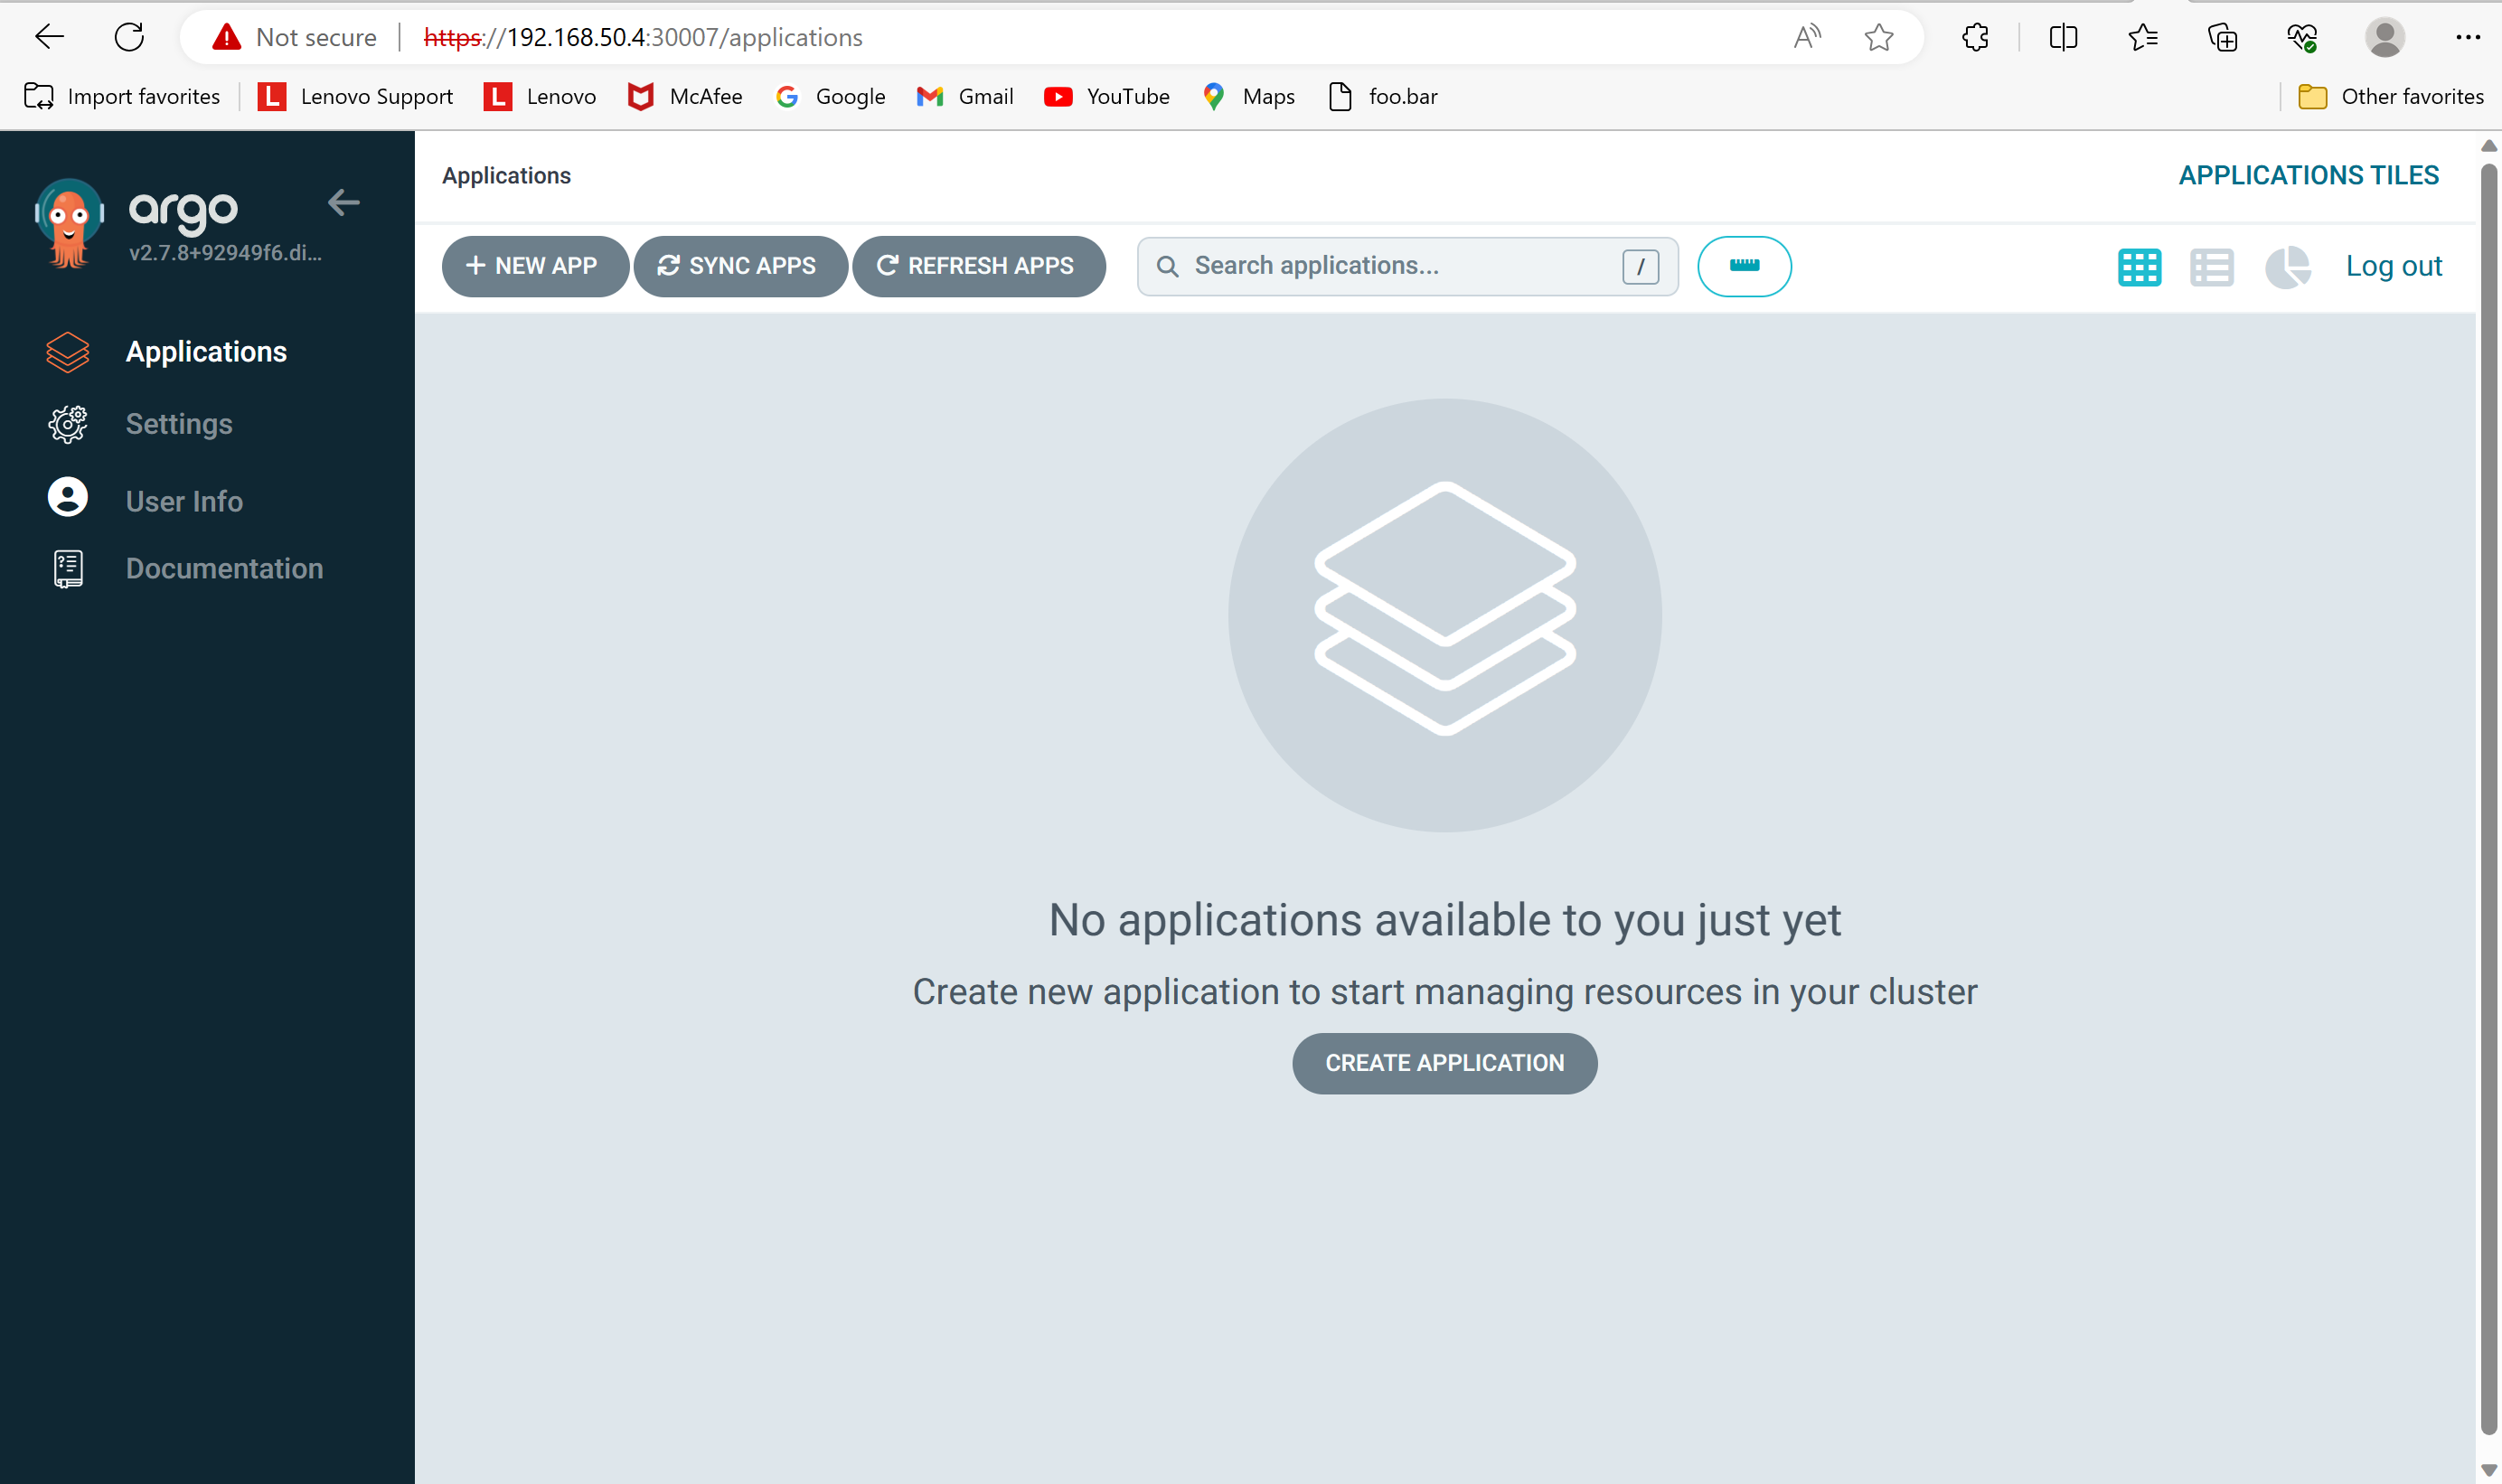 Not secure
https://192.168.50.4:30007/applications
Import favorites
Lenovo Support
Lenovo
McAfee
Google
Gmail
YouTube
Maps
foo.bar
Other favorites
argo
v2.7.8+92949f6.di...
Applications
Settings
User Info
Documentation
Applications
APPLICATIONS TILES
+ NEW APP
SYNC APPS
REFRESH APPS
Search applications...
/
Log out
No applications available to you just yet
Create new application to start managing resources in your cluster
CREATE APPLICATION